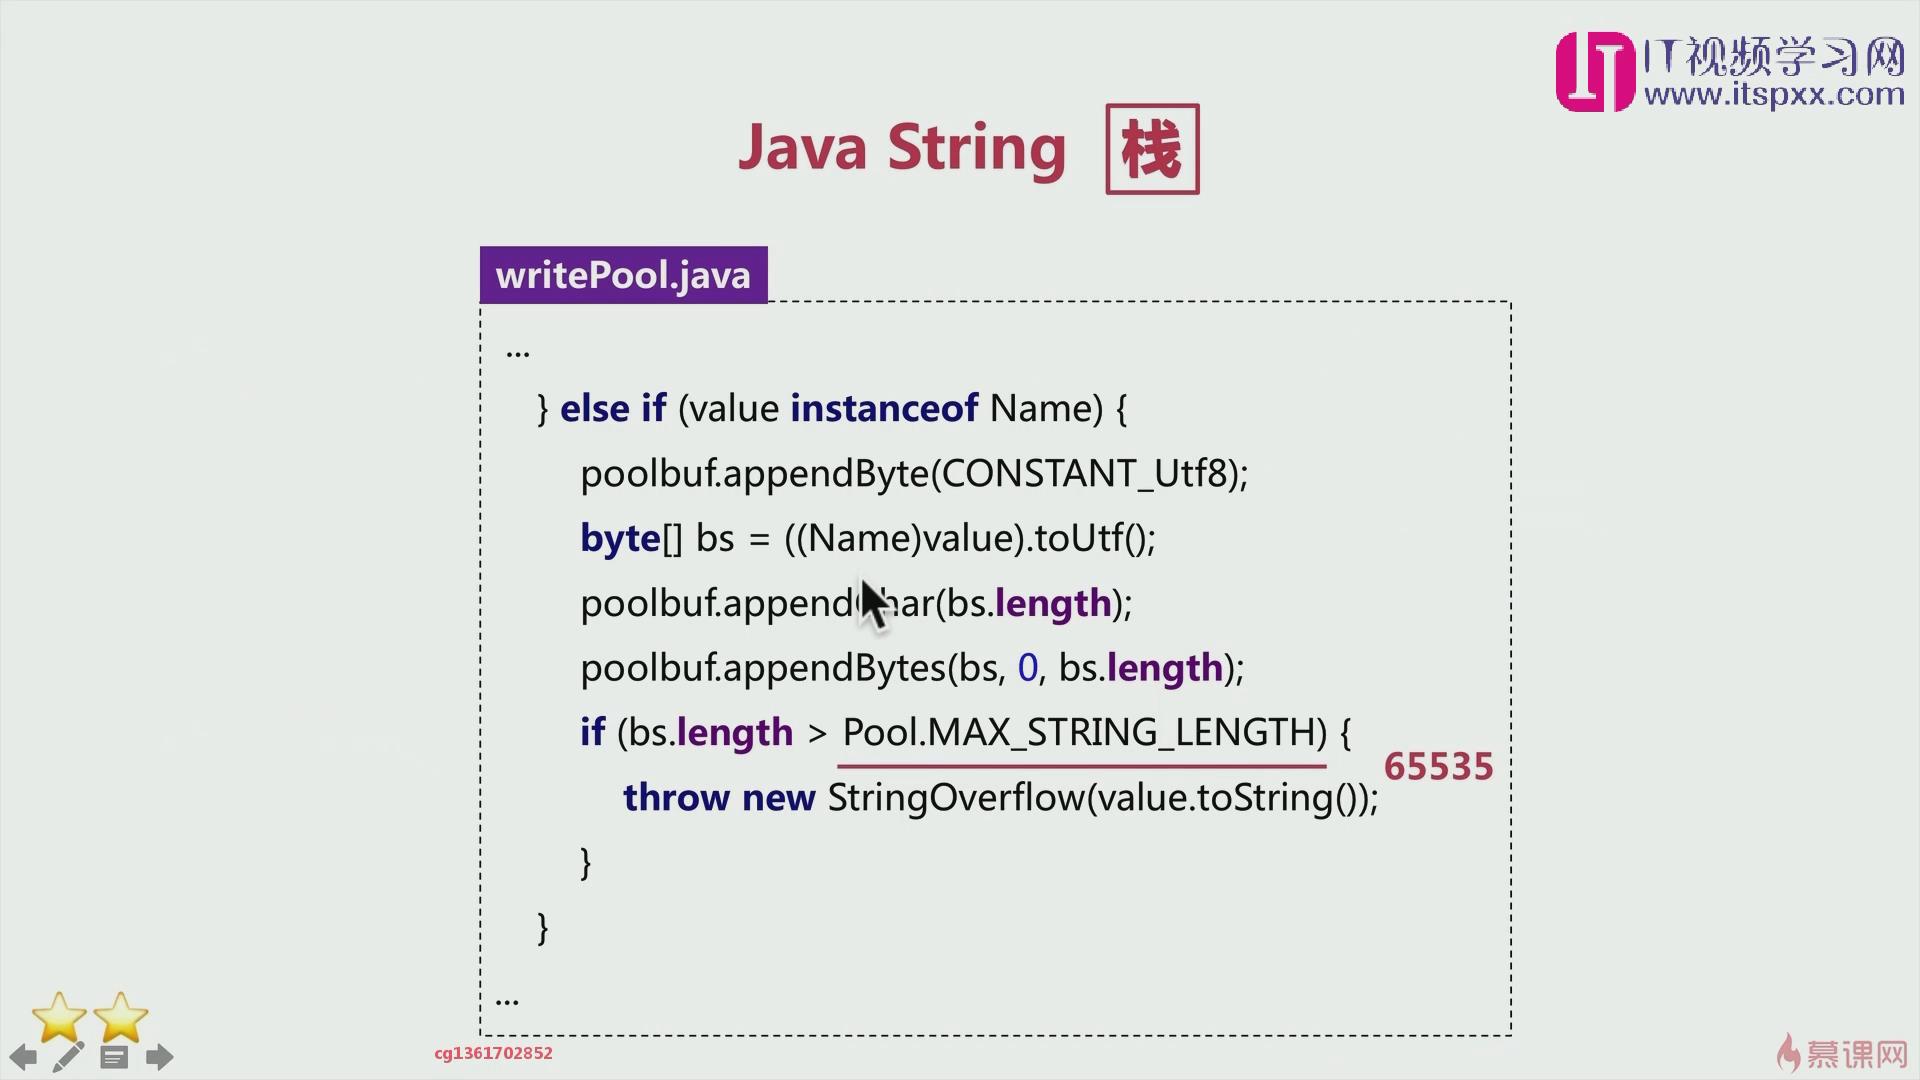 IT视频学习网
www.itspxx.com
Java String 栈
writePool.java
...
} else if (value instanceof Name) {
poolbuf.appendByte(CONSTANT_Utf8);
byte[] bs = ((Name)value).toUtf();
poolbuf.appendChar(bs.length);
poolbuf.appendBytes(bs, 0, bs.length);
if (bs.length > Pool.MAX_STRING_LENGTH) {
65535
throw new StringOverflow(value.toString());
}
}
...
cg1361702852
慕课网